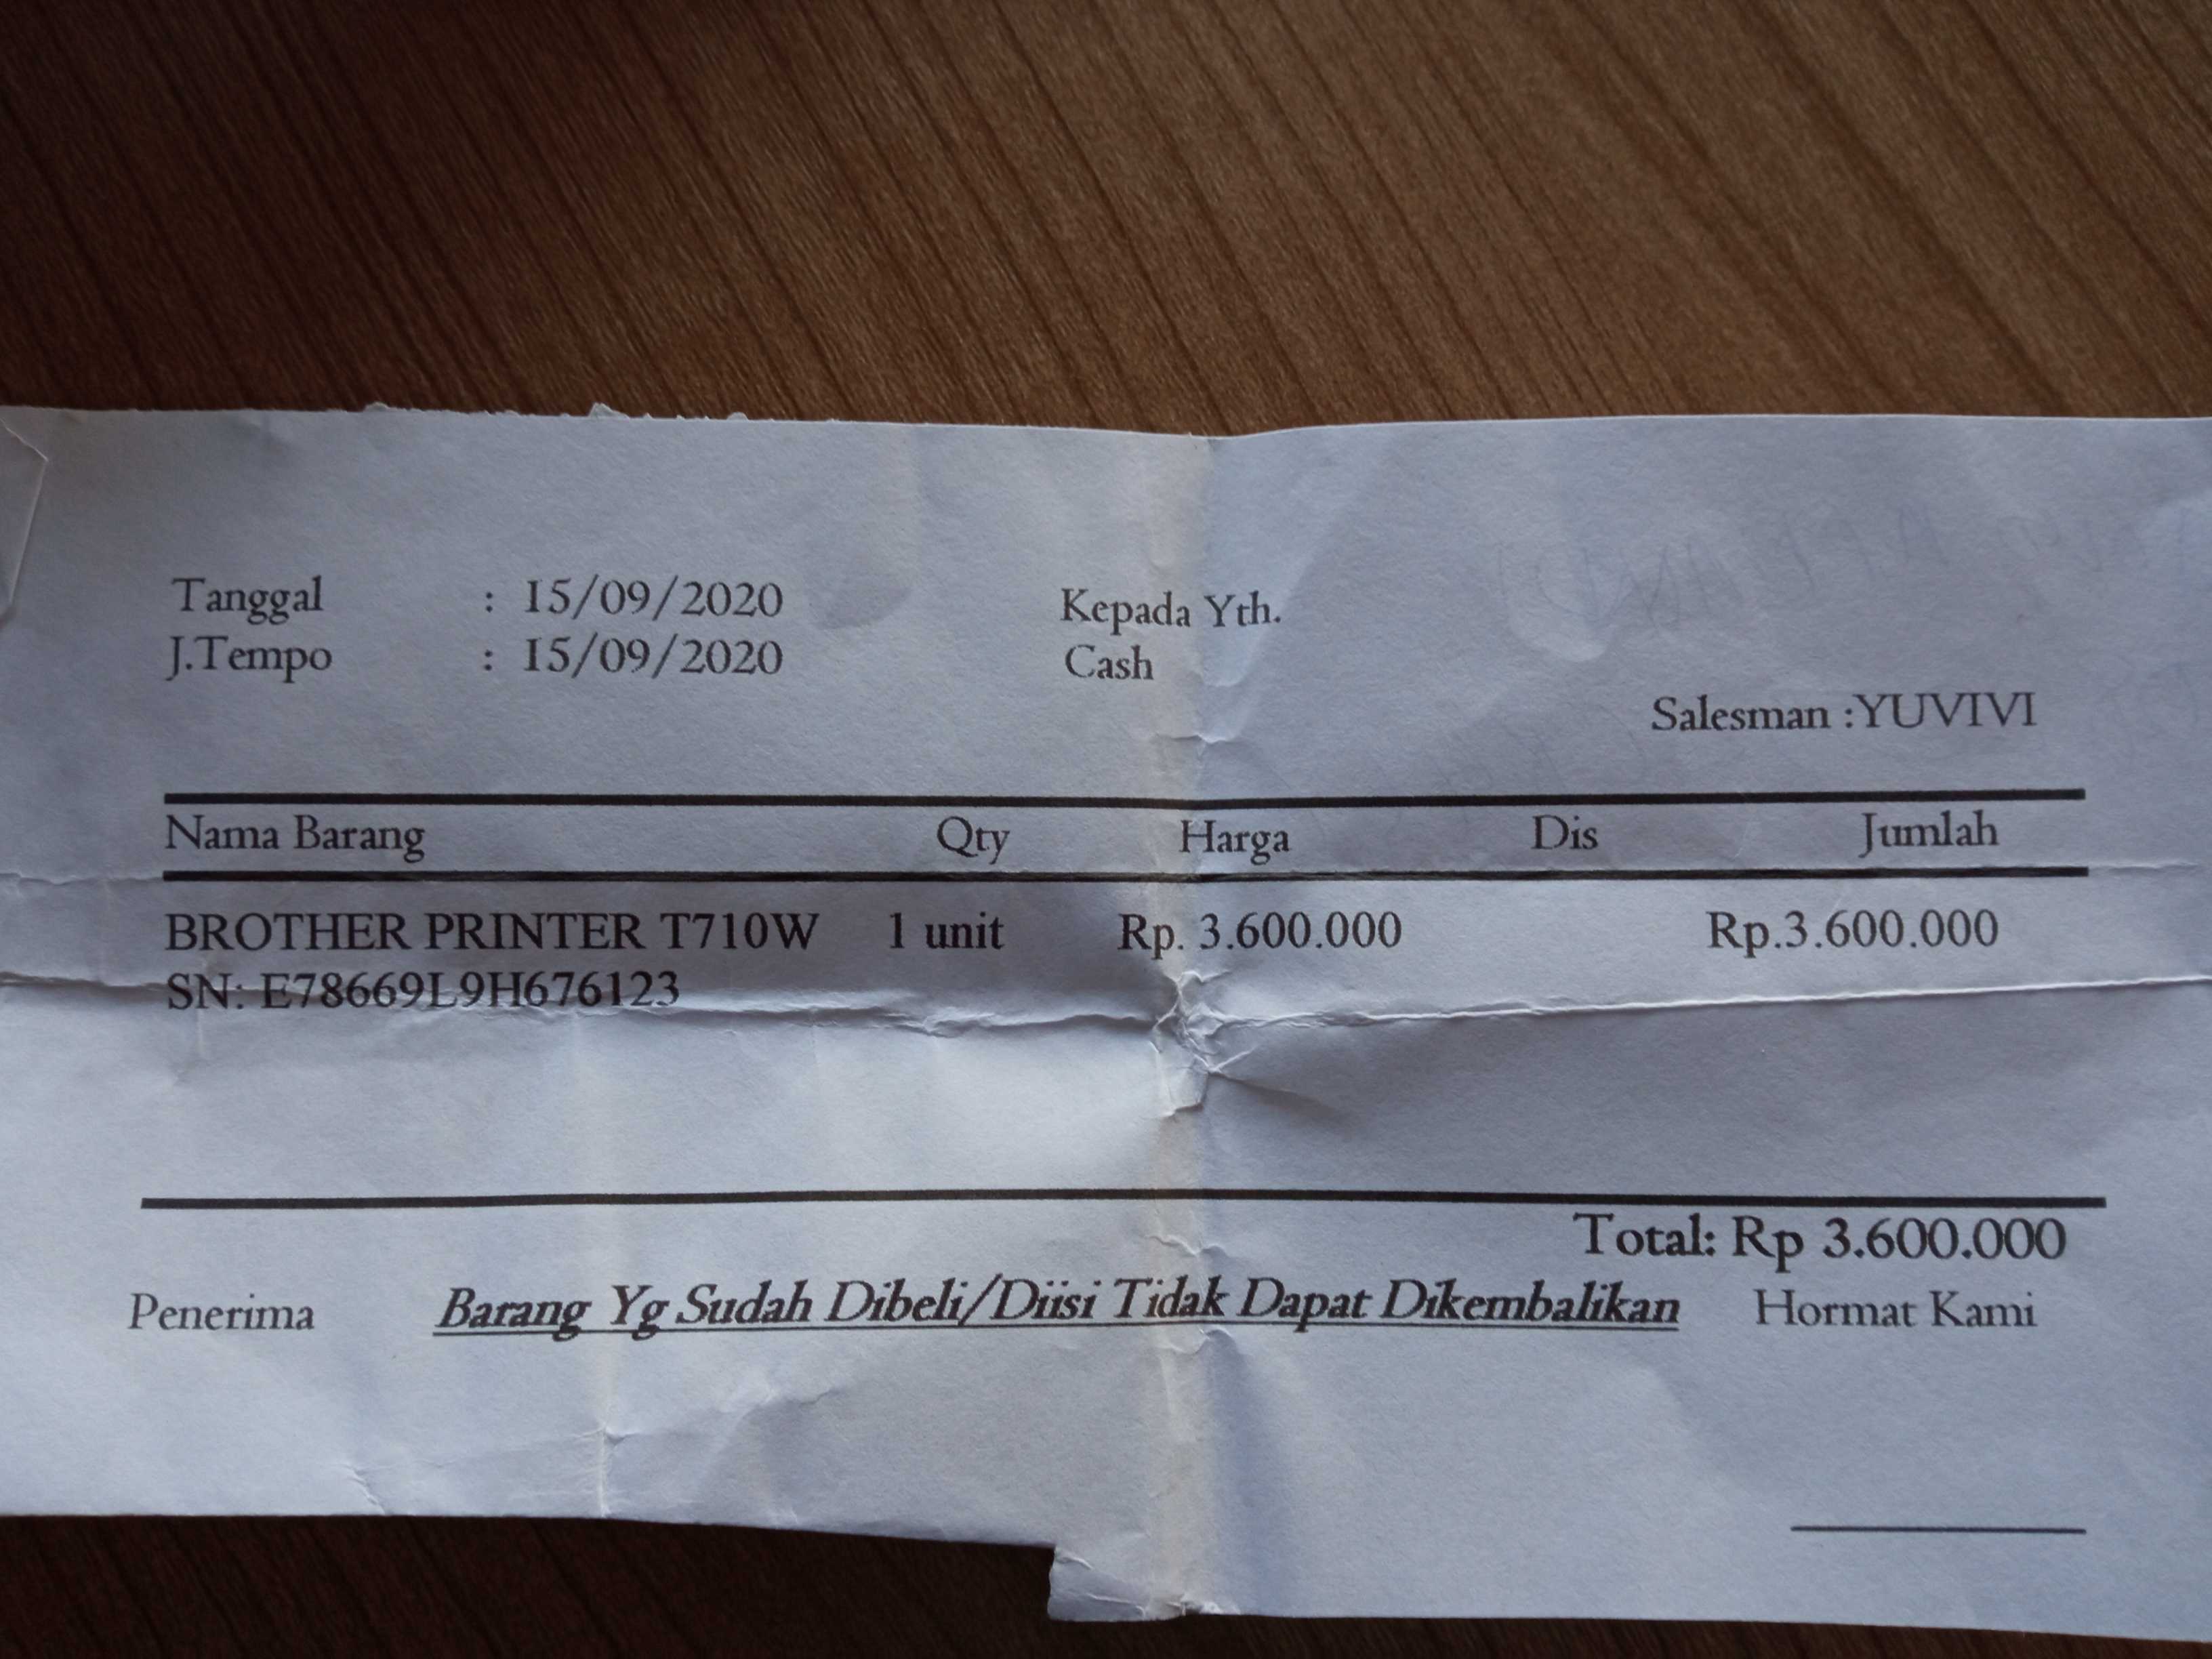 Tanggal : 15/09/2020 Kepada Yth.
J.Tempo : 15/09/2020 Cash
Salesman :YUVIVI
Nama Barang Qty Harga Dis Jumlah
BROTHER PRINTER T710W 1 unit Rp. 3.600.000 Rp.3.600.000
SN: E78669L9H676123
Total: Rp 3.600.000
Penerima Barang Yg Sudah Dibeli/Diisi Tidak Dapat Dikembalikan Hormat Kami